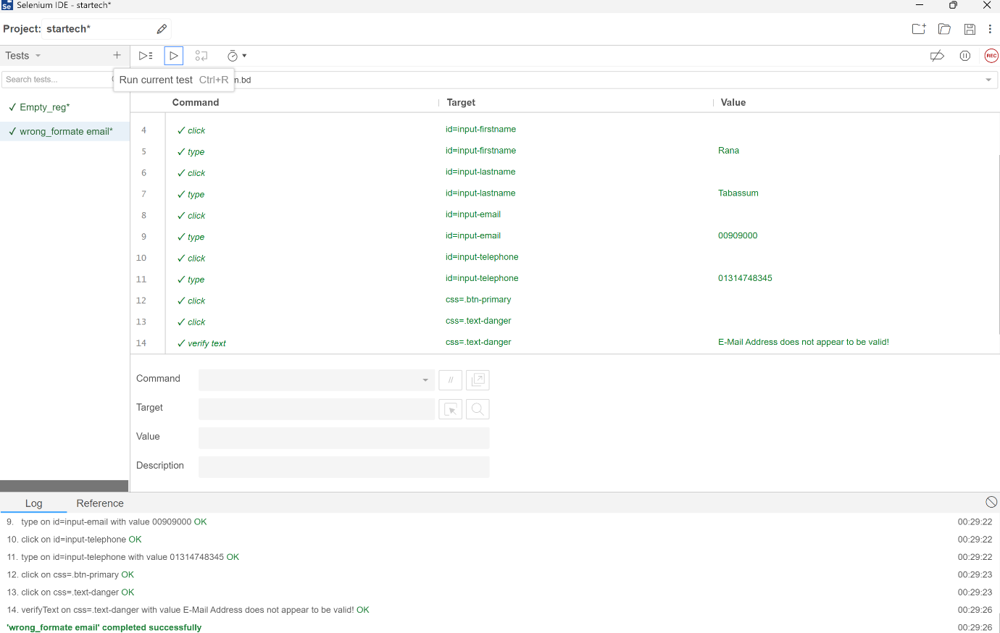 Se Selenium IDE - startech*
Project: startech*
Tests
Search tests...
Run current test Ctrl+R
m.bd
Command Target Value
✓ Empty_reg*
✓ wrong_formate email*
4 ✓ click id=input-firstname
5 ✓ type id=input-firstname Rana
6 ✓ click id=input-lastname
7 ✓ type id=input-lastname Tabassum
8 ✓ click id=input-email
9 ✓ type id=input-email 00909000
10 ✓ click id=input-telephone
11 ✓ type id=input-telephone 01314748345
12 ✓ click css=.btn-primary
13 ✓ click css=.text-danger
14 ✓ verify text css=.text-danger E-Mail Address does not appear to be valid!
REC
Command //
Target
Value
Description
Log Reference
9. type on id=input-email with value 00909000 OK 00:29:22
10. click on id=input-telephone OK 00:29:22
11. type on id=input-telephone with value 01314748345 OK 00:29:22
12. click on css=.btn-primary OK 00:29:23
13. click on css=.text-danger OK 00:29:23
14. verifyText on css=.text-danger with value E-Mail Address does not appear to be valid! OK 00:29:26
'wrong_formate email' completed successfully 00:29:26